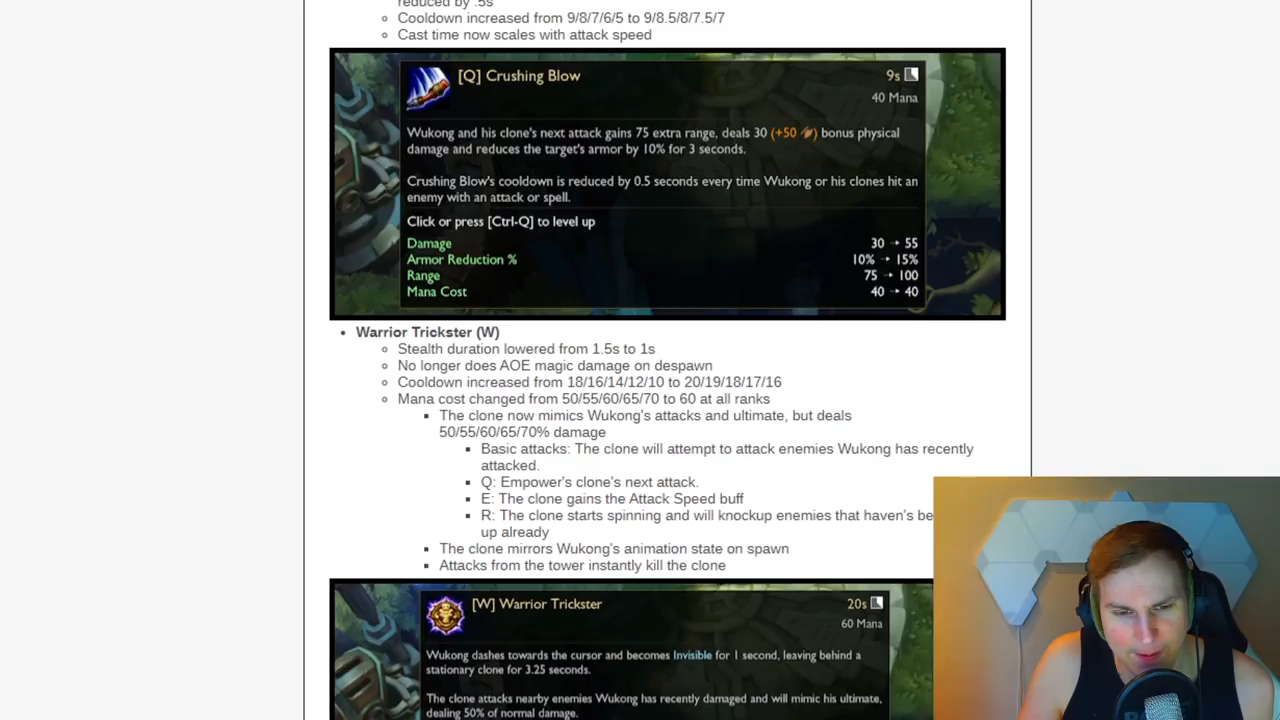 reduced by .5s
Cooldown increased from 9/8/7/6/5 to 9/8.5/8/7.5/7
Cast time now scales with attack speed
[Q] Crushing Blow
9s
40 Mana
Wukong and his clone's next attack gains 75 extra range, deals 30 (+50 ) bonus physical
damage and reduces the target's armor by 10% for 3 seconds.
Crushing Blow's cooldown is reduced by 0.5 seconds every time Wukong or his clones hit an
enemy with an attack or spell.
Click or press [Ctrl-Q] to level up
Damage 30 → 55
Armor Reduction % 10% → 15%
Range 75 → 100
Mana Cost 40 → 40
Warrior Trickster (W)
Stealth duration lowered from 1.5s to 1s
No longer does AOE magic damage on despawn
Cooldown increased from 18/16/14/12/10 to 20/19/18/17/16
Mana cost changed from 50/55/60/65/70 to 60 at all ranks
The clone now mimics Wukong's attacks and ultimate, but deals
50/55/60/65/70% damage
Basic attacks: The clone will attempt to attack enemies Wukong has recently
attacked.
Q: Empower's clone's next attack.
E: The clone gains the Attack Speed buff
R: The clone starts spinning and will knockup enemies that haven's be
up already
The clone mirrors Wukong's animation state on spawn
Attacks from the tower instantly kill the clone
[W] Warrior Trickster
20s
60 Mana
Wukong dashes towards the cursor and becomes Invisible for 1 second, leaving behind a
stationary clone for 3.25 seconds.
The clone attacks nearby enemies Wukong has recently damaged and will mimic his ultimate,
dealing 50% of normal damage.